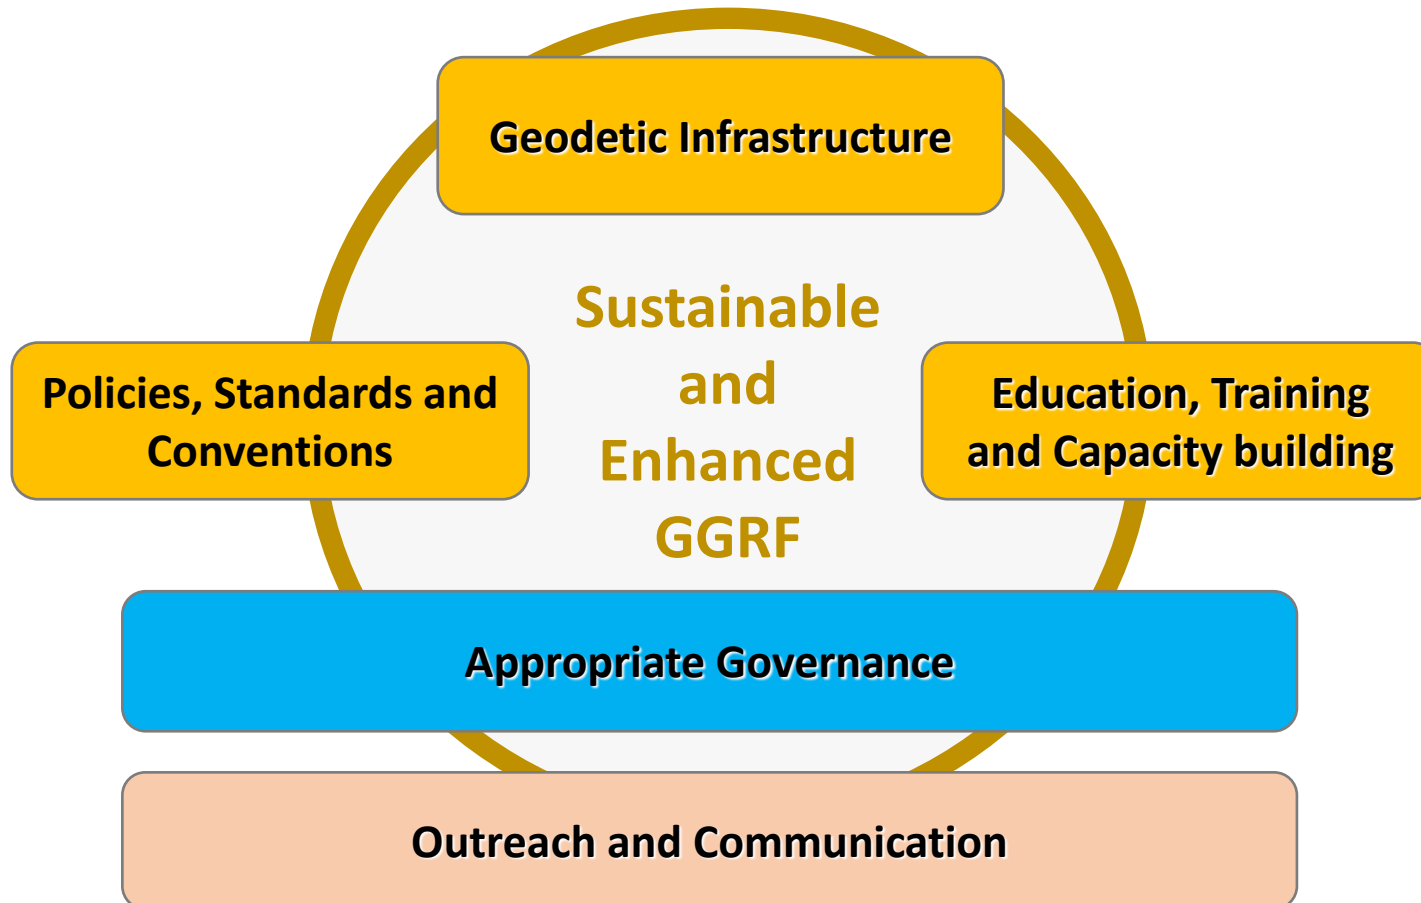 Geodetic Infrastructure
Sustainable
and
Enhanced
GGRF
Policies, Standards and
Conventions
Education, Training
and Capacity building
Appropriate Governance
Outreach and Communication